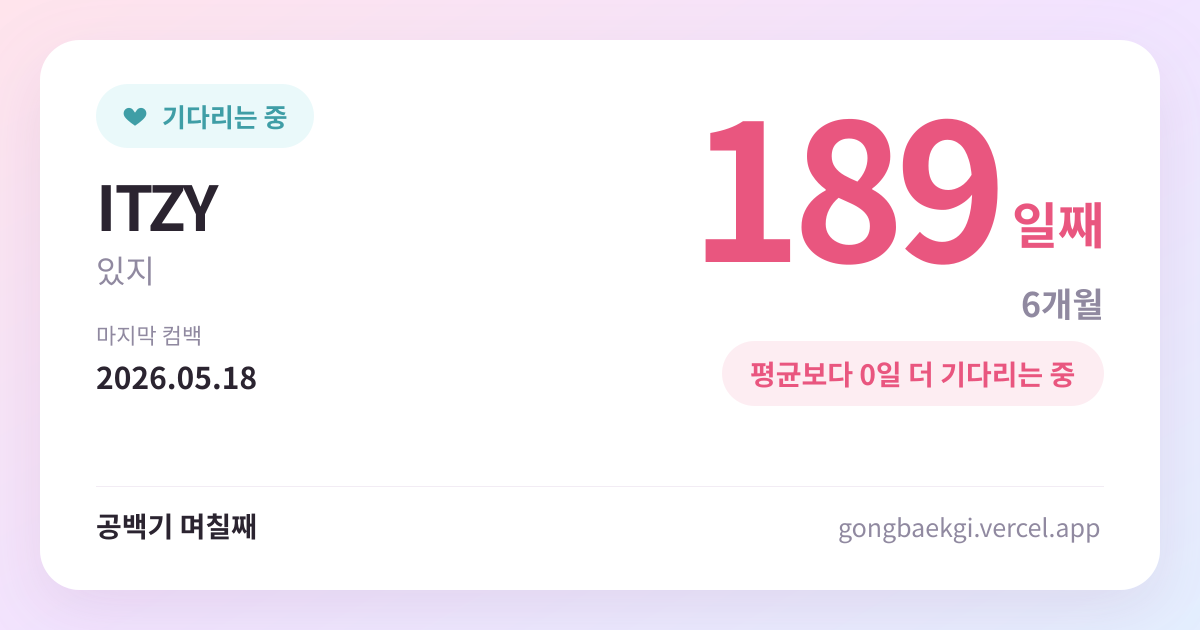 기다리는 중
ITZY
있지
마지막 컴백
2026.05.18
189 일째
6개월
평균보다 0일 더 기다리는 중
공백기 며칠째
gongbaekgi.vercel.app